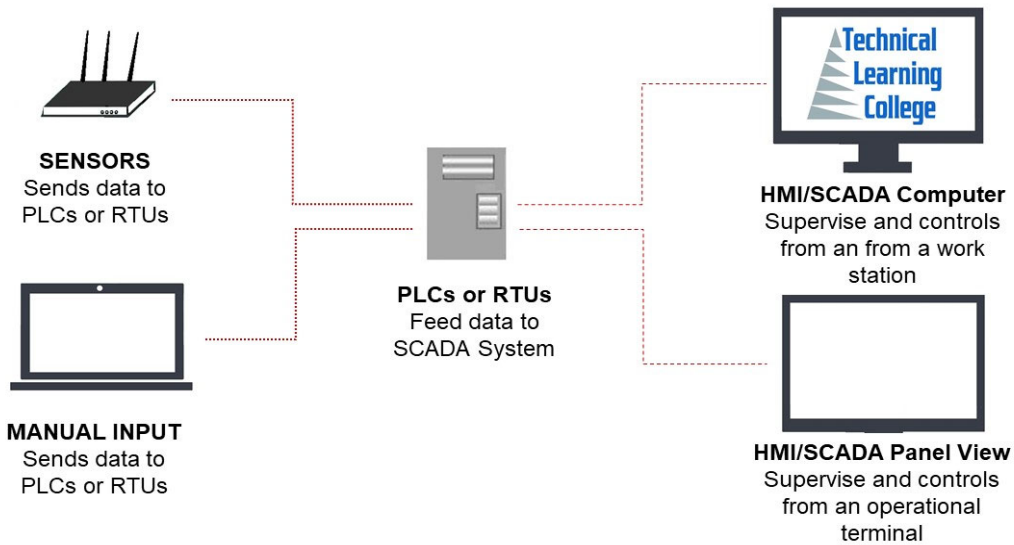 SENSORS
Sends data to
PLCs or RTUs
MANUAL INPUT
Sends data to
PLCs or RTUs
PLCs or RTUs
Feed data to
SCADA System
Technical
Learning
College
HMI/SCADA Computer
Supervise and controls
from an from a work
station
HMI/SCADA Panel View
Supervise and controls
from an operational
terminal